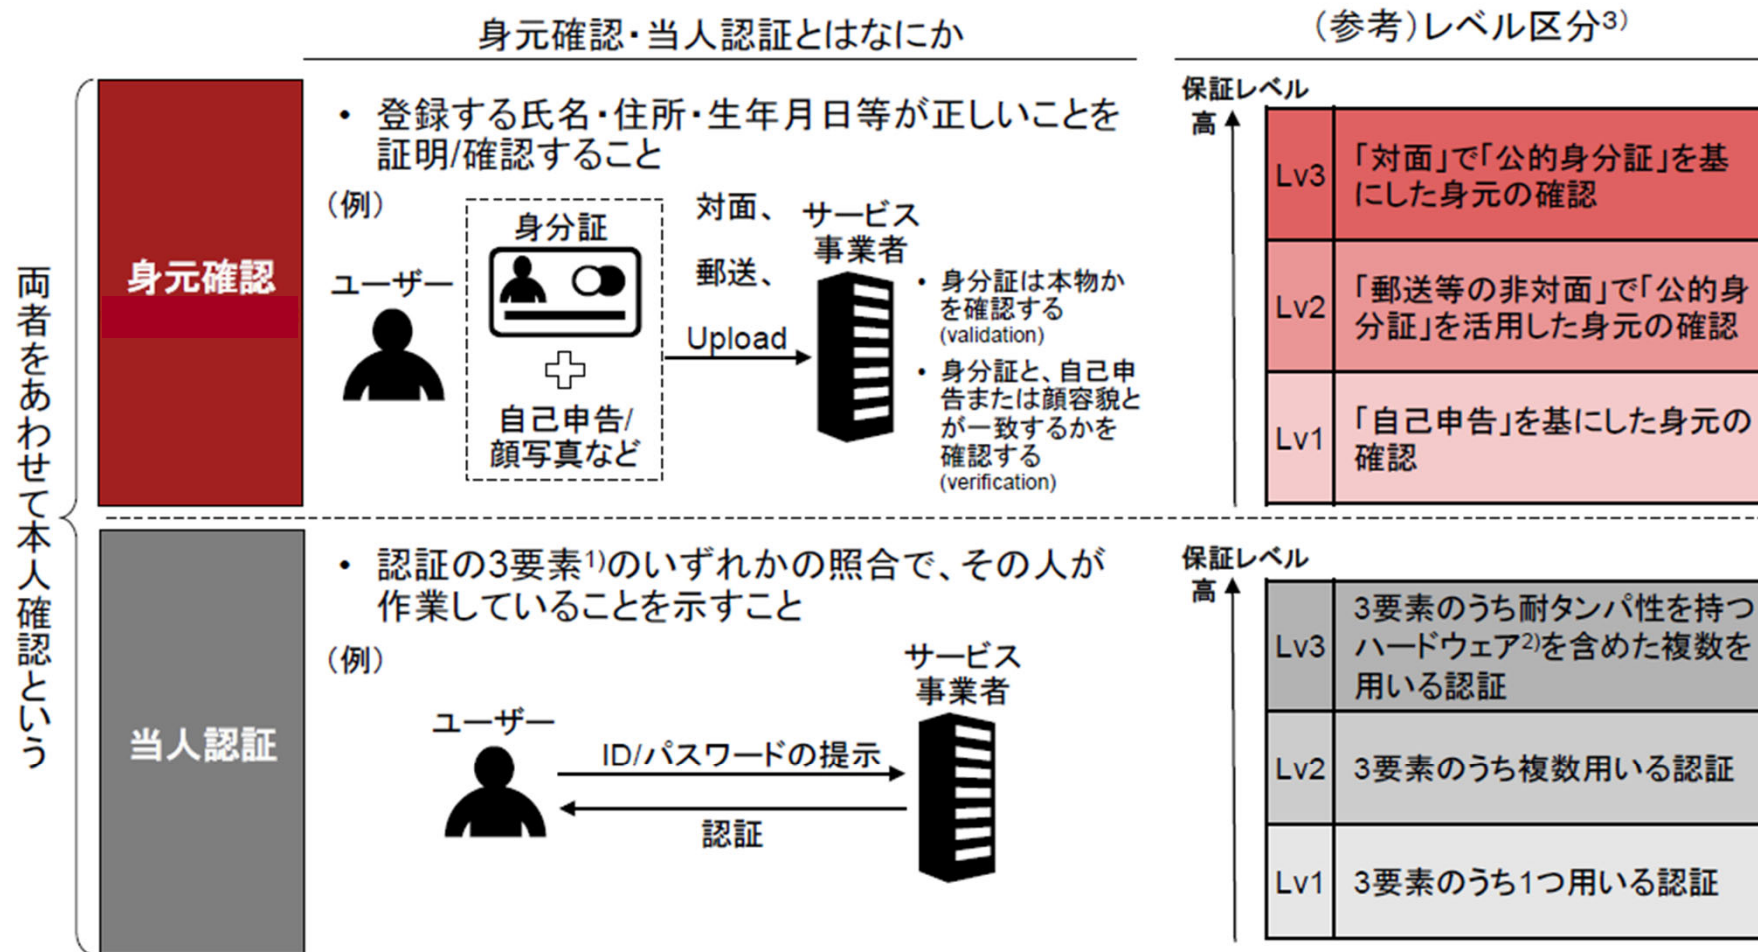 身元確認・当人認証とはなにか
(参考)レベル区分3)
両者をあわせて本人確認という
身元確認
・ 登録する氏名・住所・生年月日等が正しいことを
証明/確認すること
(例)
ユーザー
身分証
自己申告/
顔写真など
対面、
郵送、
Upload
サービス
事業者
・ 身分証は本物か
を確認する
(validation)
・ 身分証と、自己申
告または顔容貌と
が一致するかを
確認する
(verification)
保証レベル
高
Lv3
「対面」で「公的身分証」を基
にした身元の確認
Lv2
「郵送等の非対面」で「公的身
分証」を活用した身元の確認
Lv1
「自己申告」を基にした身元の
確認
当人認証
・ 認証の3要素1)のいずれかの照合で、その人が
作業していることを示すこと
(例)
ユーザー
ID/パスワードの提示
認証
サービス
事業者
保証レベル
高
Lv3
3要素のうち耐タンパ性を持つ
ハードウェア2)を含めた複数を
用いる認証
Lv2
3要素のうち複数用いる認証
Lv1
3要素のうち1つ用いる認証